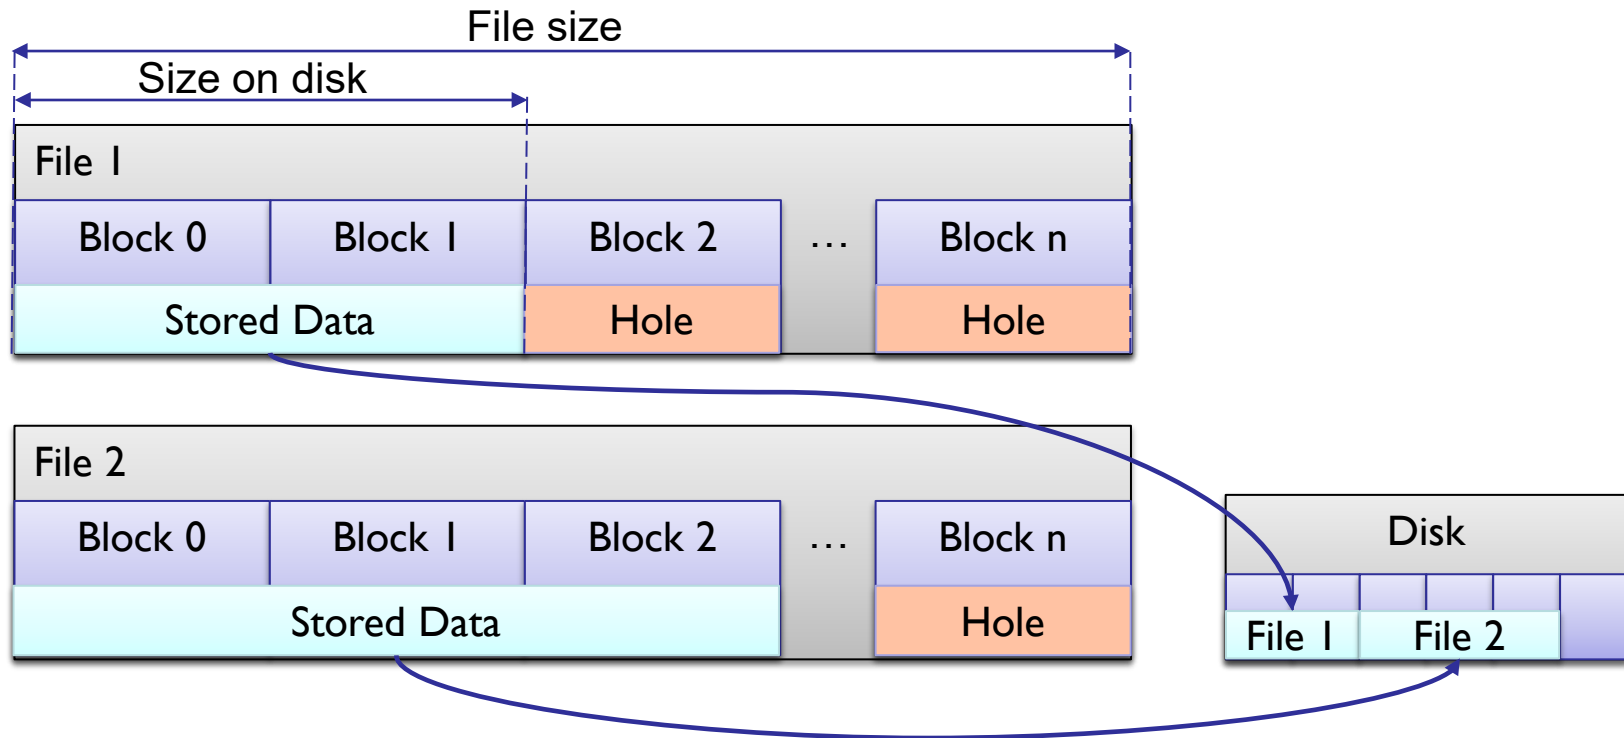 File size
Size on disk
File 1
Block 0 Block 1 Block 2 … Block n
Stored Data Hole Hole
File 2
Block 0 Block 1 Block 2 … Block n
Stored Data Hole
Disk
File 1 File 2